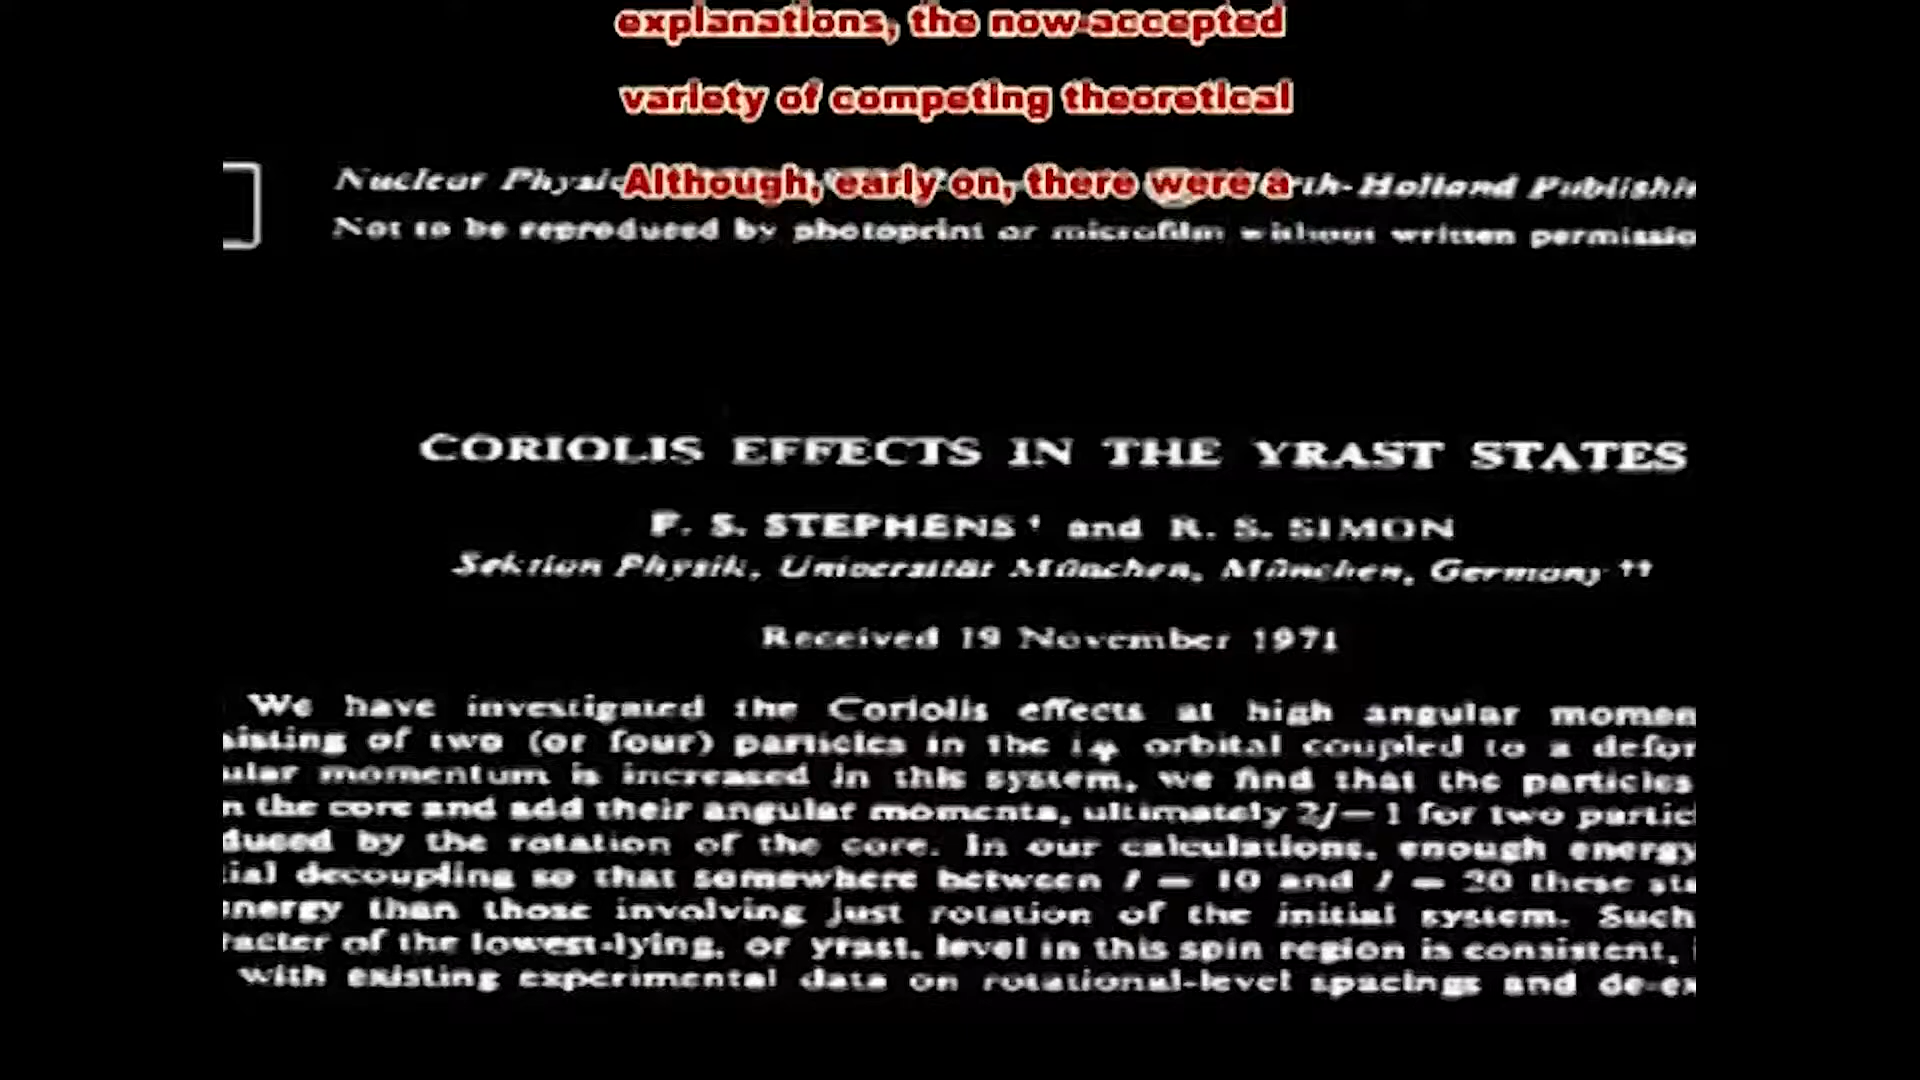 explanations, the now-accepted
variety of competing theoretical
Although, early on, there were a
Nuclear Physic
th-Holland Publishin
Not to be reproduced by photoprint or microfilm without written permissio
CORIOLIS EFFECTS IN THE YRAST STATES
F. S. STEPHENS † and R. S. SIMON
Sektion Physik, Universität München, München, Germany ††
Received 19 November 1971
We have investigated the Coriolis effects at high angular momen
sisting of two (or four) particles in the orbital coupled to a defor
ular momentum is increased in this system, we find that the particles
n the core and add their angular momenta, ultimately 2j−1 for two partic
duced by the rotation of the core. In our calculations, enough energy
ial decoupling so that somewhere between I = 10 and I = 20 these sta
nergy than those involving just rotation of the initial system. Such
racter of the lowest-lying, or yrast, level in this spin region is consistent,
with existing experimental data on rotational-level spacings and de-ex